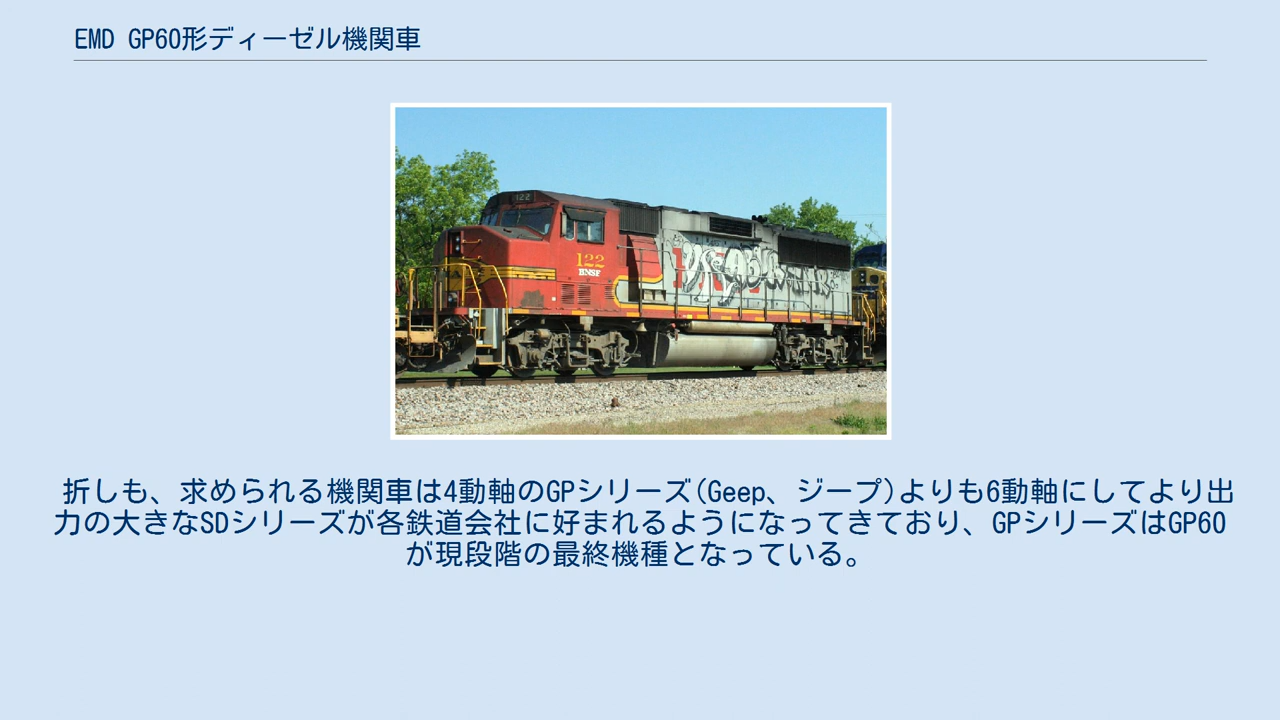 EMD GP60形ディーゼル機関車
122
122
BNSF
折しも、求められる機関車は4動軸のGPシリーズ(Geep、ジープ)よりも6動軸にしてより出
力の大きなSDシリーズが各鉄道会社に好まれるようになってきており、GPシリーズはGP60
が現段階の最終機種となっている。